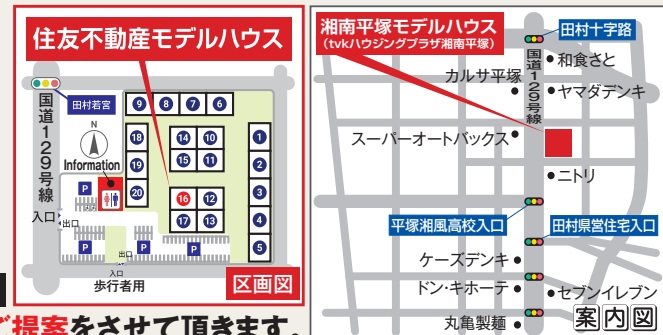 住友不動産モデルハウス
田村若宮
国道129号線
N
Information
9 8 7 6
18 14 10 1
19 15 11 2
20 16 12 3
17 13 4
5
P
P P P
入口
出口
出口
入口
歩行者用
区画図
湘南平塚モデルハウス
(tvkハウジングプラザ湘南平塚)
田村十字路
国道129号線
和食さと
カルサ平塚
ヤマダデンキ
スーパーオートバックス
ニトリ
平塚湘風高校入口
田村県営住宅入口
ケーズデンキ
ドン・キホーテ
セブンイレブン
丸亀製麺
案内図
ご提案をさせて頂きます。